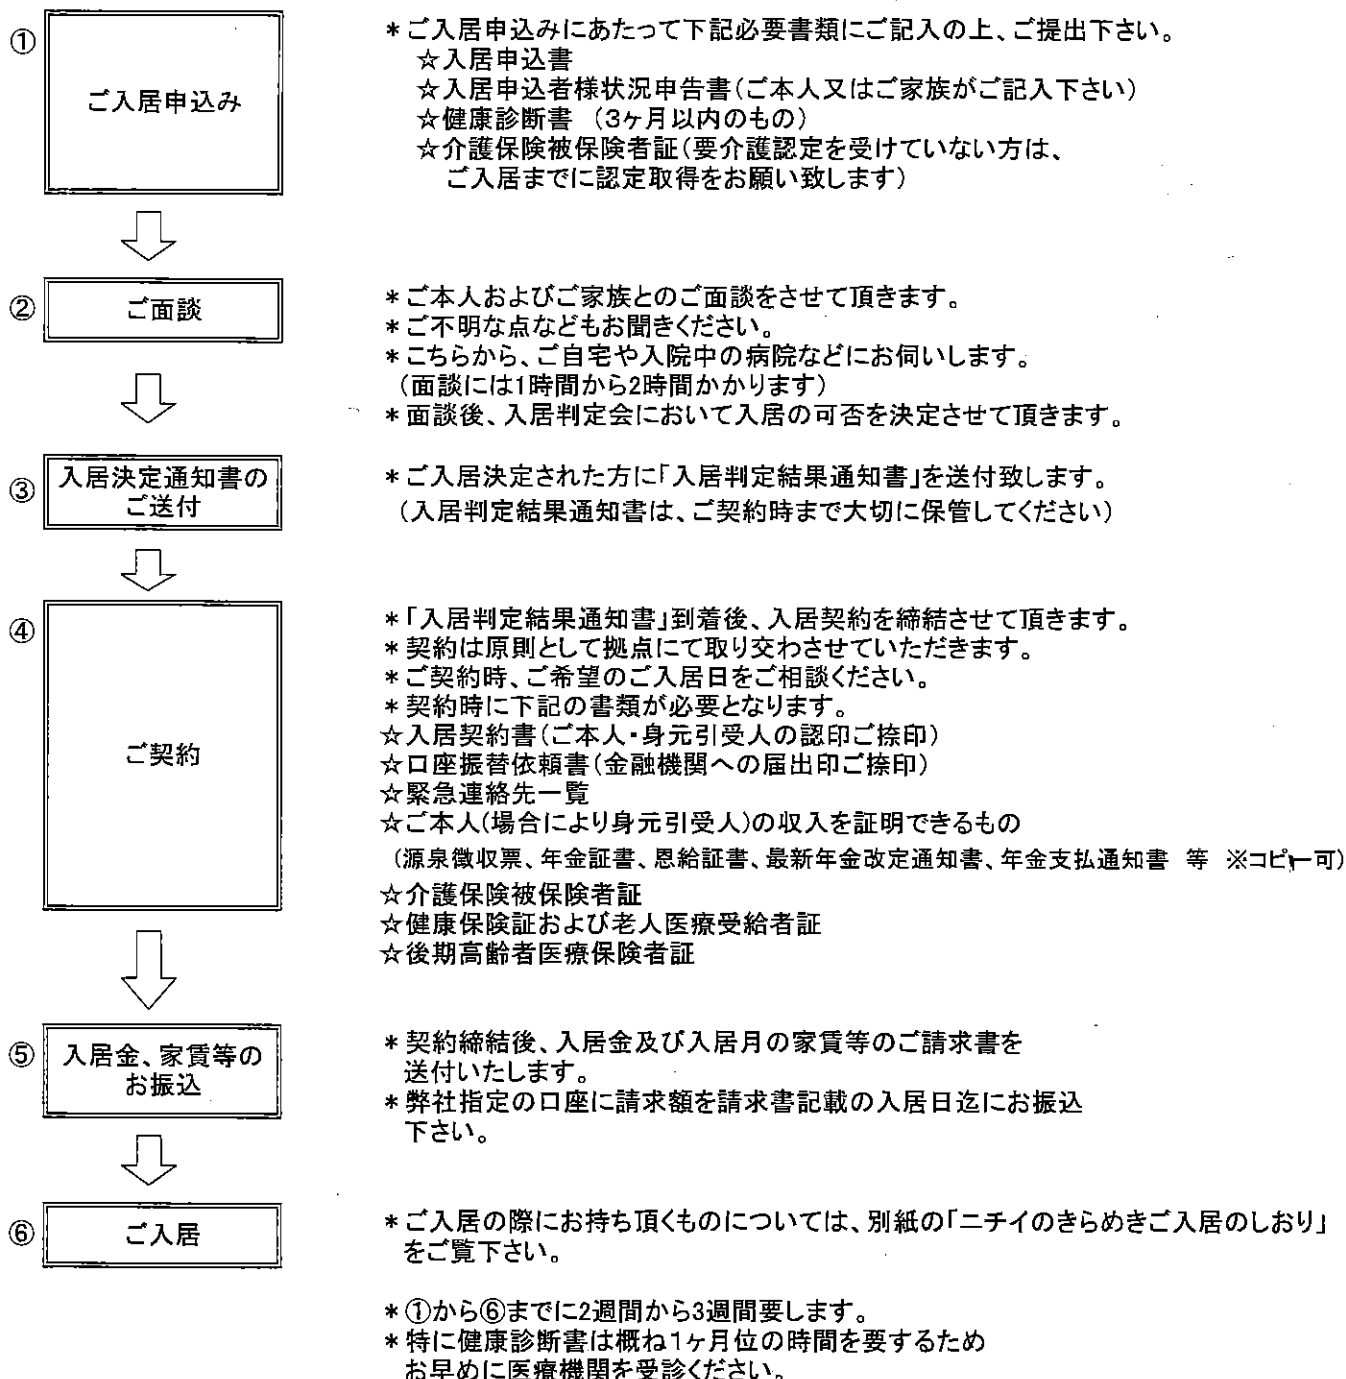 ①
ご入居申込み
＊ご入居申込みにあたって下記必要書類にご記入の上、ご提出下さい。
☆入居申込書
☆入居申込者様状況申告書(ご本人又はご家族がご記入下さい)
☆健康診断書 (3ヶ月以内のもの)
☆介護保険被保険者証(要介護認定を受けていない方は、
ご入居までに認定取得をお願い致します)
②
ご面談
＊ご本人およびご家族とのご面談をさせて頂きます。
＊ご不明な点などもお聞きください。
＊こちらから、ご自宅や入院中の病院などにお伺いします。
(面談には1時間から2時間かかります)
＊面談後、入居判定会において入居の可否を決定させて頂きます。
③
入居決定通知書の
ご送付
＊ご入居決定された方に「入居判定結果通知書」を送付致します。
(入居判定結果通知書は、ご契約時まで大切に保管してください)
④
ご契約
＊「入居判定結果通知書」到着後、入居契約を締結させて頂きます。
＊契約は原則として拠点にて取り交わさせていただきます。
＊ご契約時、ご希望のご入居日をご相談ください。
＊契約時に下記の書類が必要となります。
☆入居契約書(ご本人・身元引受人の認印ご捺印)
☆口座振替依頼書(金融機関への届出印ご捺印)
☆緊急連絡先一覧
☆ご本人(場合により身元引受人)の収入を証明できるもの
(源泉徴収票、年金証書、恩給証書、最新年金改定通知書、年金支払通知書 等 ※コピー可)
☆介護保険被保険者証
☆健康保険証および老人医療受給者証
☆後期高齢者医療保険者証
⑤
入居金、家賃等の
お振込
＊契約締結後、入居金及び入居月の家賃等のご請求書を
送付いたします。
＊弊社指定の口座に請求額を請求書記載の入居日迄にお振込
下さい。
⑥
ご入居
＊ご入居の際にお持ち頂くものについては、別紙の「ニチイのきらめきご入居のしおり」
をご覧下さい。
＊①から⑥までに2週間から3週間要します。
＊特に健康診断書は概ね1ヶ月位の時間を要するため
お早めに医療機関を受診ください。